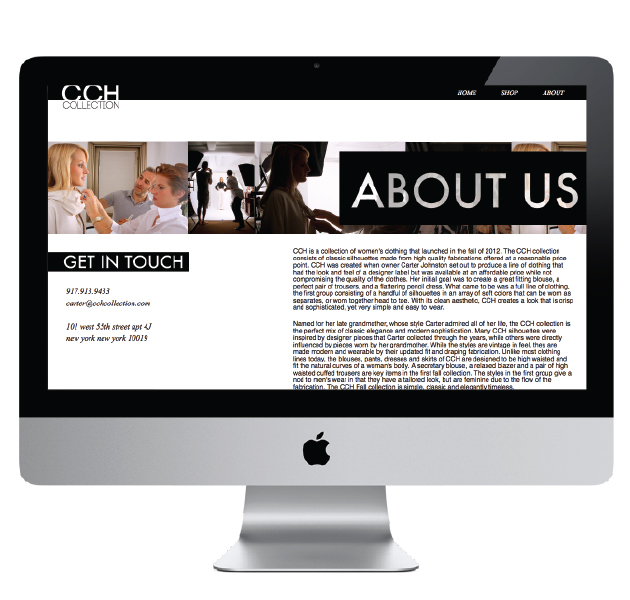 CCH
COLLECTION
HOME SHOP ABOUT
ABOUT US
GET IN TOUCH
917.913.9433
carter@cchcollection.com
101 west 55th street apt 4J
new york new york 10019
CCH is a collection of women's clothing that launched in the fall of 2012. The CCH collection
consists of classic silhouettes made from high quality fabrications offered at a reasonable price
point. CCH was created when owner Carter Johnston set out to produce a line of clothing that
had the look and feel of a designer label but was available at an affordable price while not
compromising the quality of the clothes. Her initial goal was to create a great fitting blouse, a
perfect pair of trousers, and a flattering pencil dress. What came to be was a full line of clothing,
the first group consisting of a handful of silhouettes in an array of soft colors that can be worn as
separates, or worn together head to toe. With its clean aesthetic, CCH creates a look that is crisp
and sophisticated, yet very simple and easy to wear.
Named for her late grandmother, whose style Carter admired all of her life, the CCH collection is
the perfect mix of classic elegance and modern sophistication. Many CCH silhouettes were
inspired by designer pieces that Carter collected through the years, while others were directly
influenced by pieces worn by her grandmother. While the styles are vintage in feel, they are
made modern and wearable by their updated fit and draping fabrication. Unlike most clothing
lines today, the blouses, pants, dresses and skirts of CCH are designed to be high waisted and
fit the natural curves of a woman's body. A secretary blouse, a relaxed blazer and a pair of high
waisted cuffed trousers are key items in the first fall collection. The styles in the first group give a
nod to men's wear in that they have a tailored look, but are feminine due to the flow of the
fabrication. The CCH Fall collection is simple, classic and elegantly timeless.